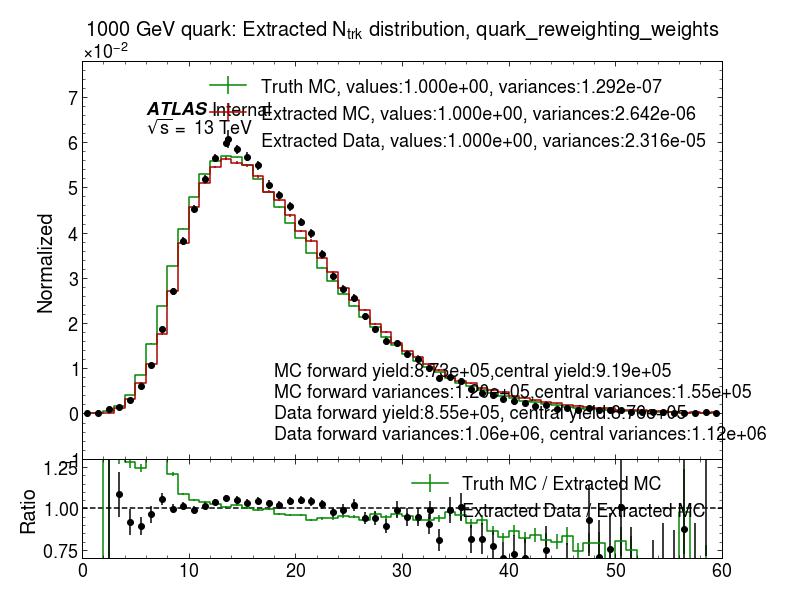 1000 GeV quark: Extracted N_trk distribution, quark_reweighting_weights
×10⁻²
Truth MC, values:1.000e+00, variances:1.292e-07
ATLAS Internal
Extracted MC, values:1.000e+00, variances:2.642e-06
√s = 13 TeV
Extracted Data, values:1.000e+00, variances:2.316e-05
Normalized
7
6
5
4
3
2
1
0
MC forward yield:8.73e+05,central yield:9.19e+05
MC forward variances:1.29e+05,central variances:1.55e+05
Data forward yield:8.55e+05, central yield:
Data forward variances:1.06e+06, central variances:1.12e+06
Ratio
1.25
1.00
0.75
Truth MC / Extracted MC
Extracted Data / Extracted MC
0 10 20 30 40 50 60